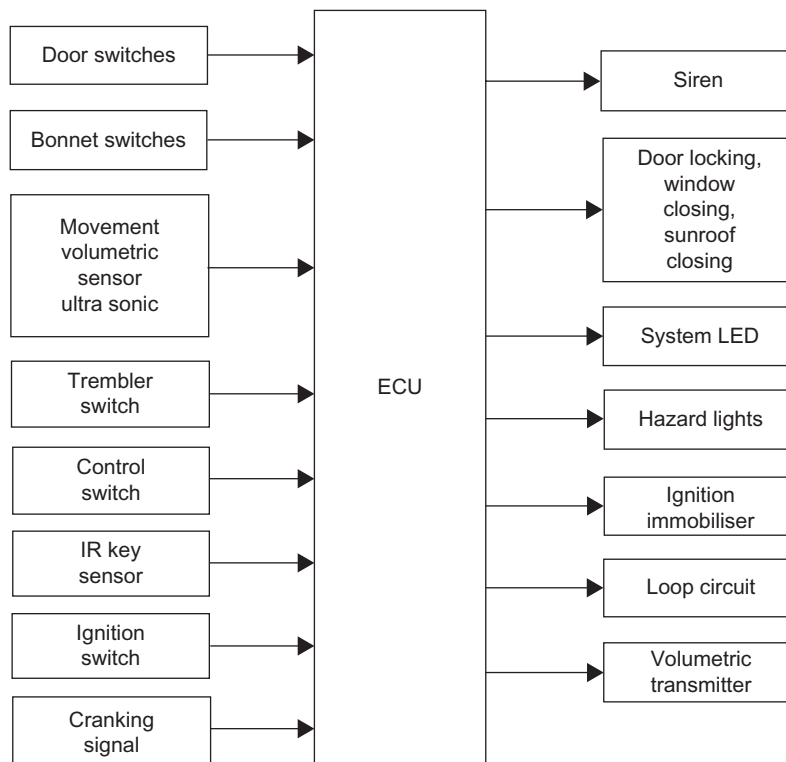 Door switches
Bonnet switches
Movement
volumetric
sensor
ultra sonic
Trembler
switch
Control
switch
IR key
sensor
Ignition
switch
Cranking
signal
ECU
Siren
Door locking,
window
closing,
sunroof
closing
System LED
Hazard lights
Ignition
immobiliser
Loop circuit
Volumetric
transmitter